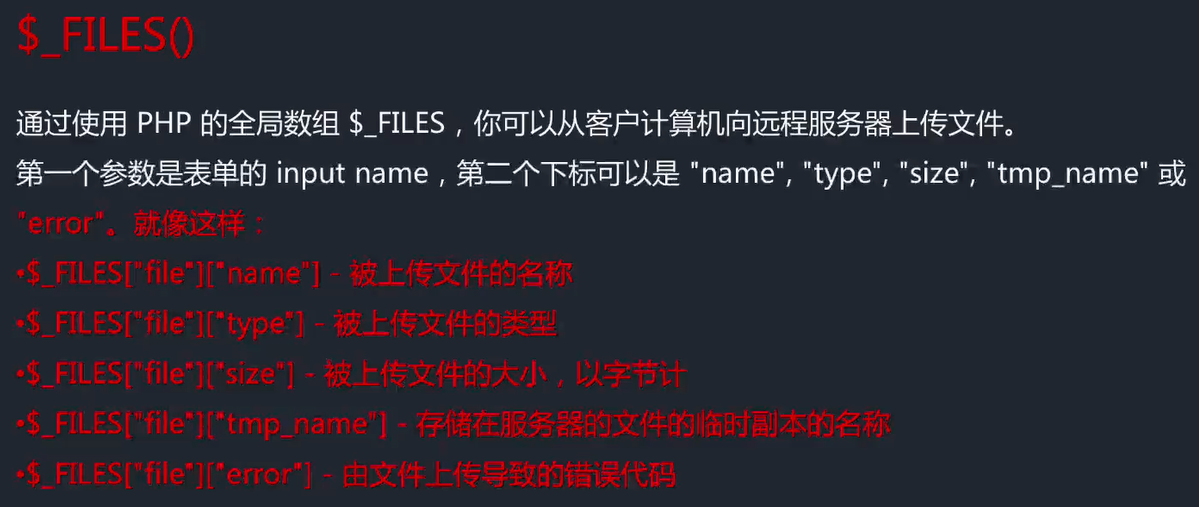 $_FILES()
通过使用 PHP 的全局数组 $_FILES，你可以从客户计算机向远程服务器上传文件。
第一个参数是表单的 input name，第二个下标可以是 "name", "type", "size", "tmp_name" 或
"error"。就像这样：
•$_FILES["file"]["name"] - 被上传文件的名称
•$_FILES["file"]["type"] - 被上传文件的类型
•$_FILES["file"]["size"] - 被上传文件的大小，以字节计
•$_FILES["file"]["tmp_name"] - 存储在服务器的文件的临时副本的名称
•$_FILES["file"]["error"] - 由文件上传导致的错误代码